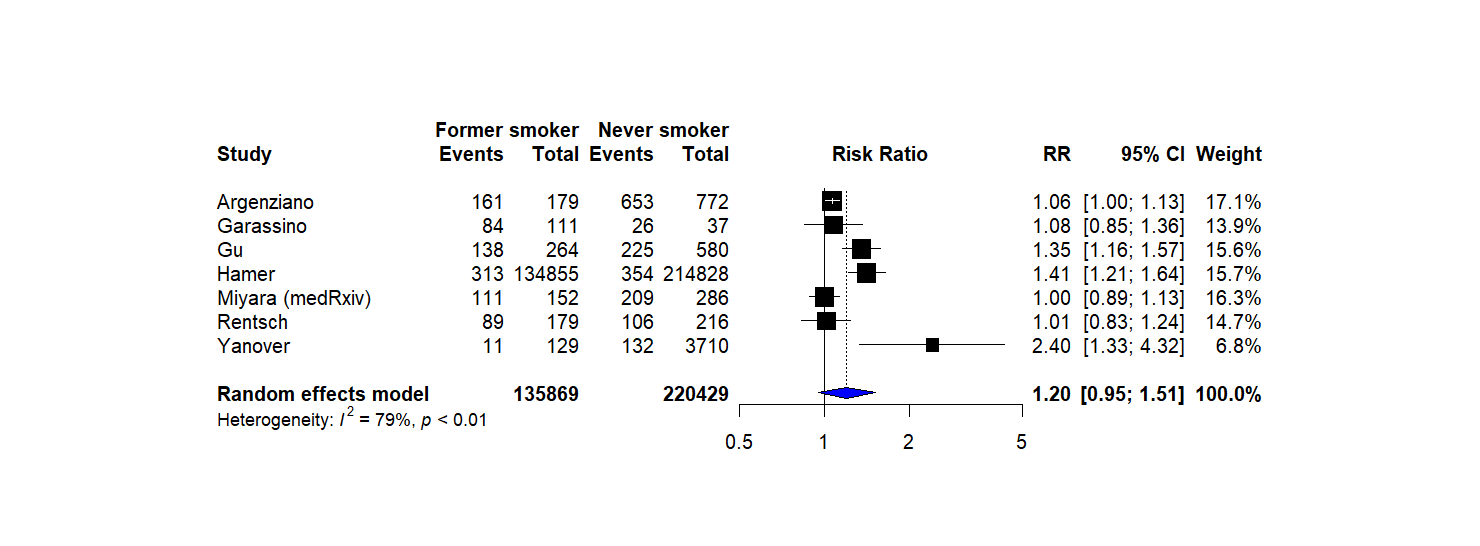 Former smoker Never smoker
Study Events Total Events Total Risk Ratio RR 95% CI Weight
Argenziano 161 179 653 772 1.06 [1.00; 1.13] 17.1%
Garassino 84 111 26 37 1.08 [0.85; 1.36] 13.9%
Gu 138 264 225 580 1.35 [1.16; 1.57] 15.6%
Hamer 313 134855 354 214828 1.41 [1.21; 1.64] 15.7%
Miyara (medRxiv) 111 152 209 286 1.00 [0.89; 1.13] 16.3%
Rentsch 89 179 106 216 1.01 [0.83; 1.24] 14.7%
Yanover 11 129 132 3710 2.40 [1.33; 4.32] 6.8%
Random effects model 135869 220429 1.20 [0.95; 1.51] 100.0%
Heterogeneity: I² = 79%, p < 0.01
0.5 1 2 5